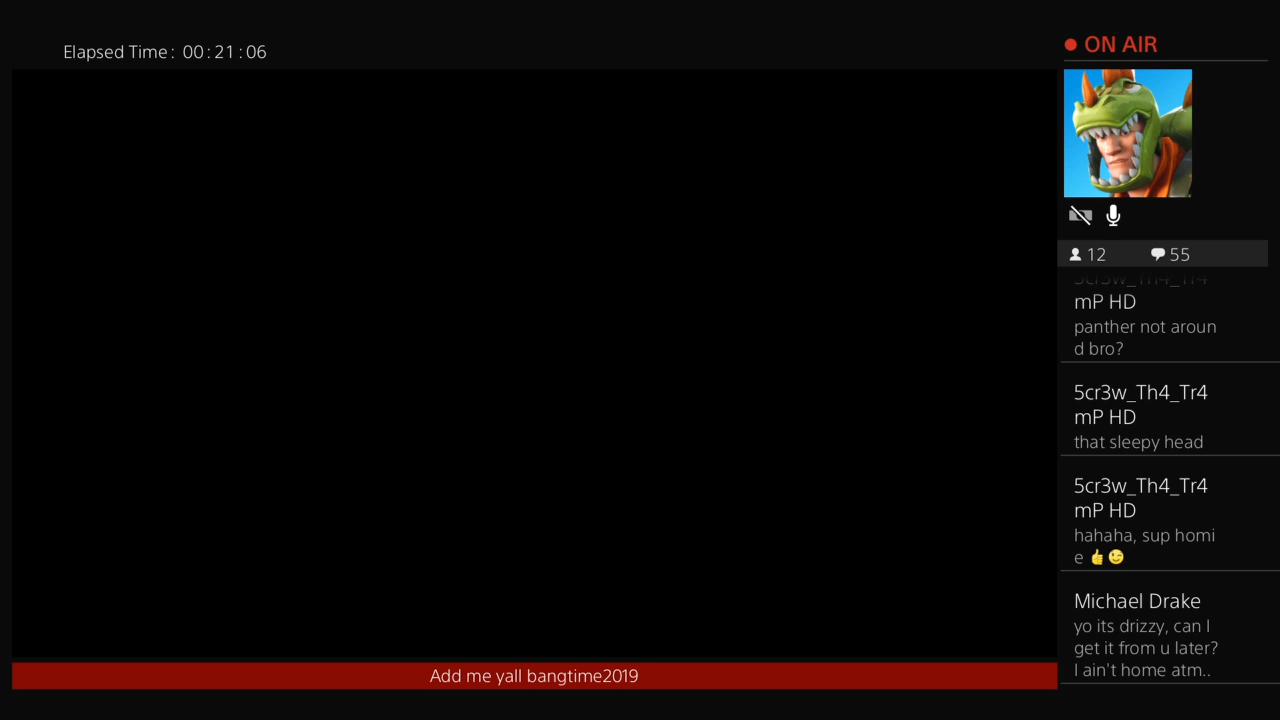 Elapsed Time: 00:21:06
ON AIR
12 55
5cr3w_Th4_Tr4
mP HD
panther not aroun
d bro?
5cr3w_Th4_Tr4
mP HD
that sleepy head
5cr3w_Th4_Tr4
mP HD
hahaha, sup homi
e 👍😉
Michael Drake
yo its drizzy, can I
get it from u later?
I ain't home atm..
Add me yall bangtime2019